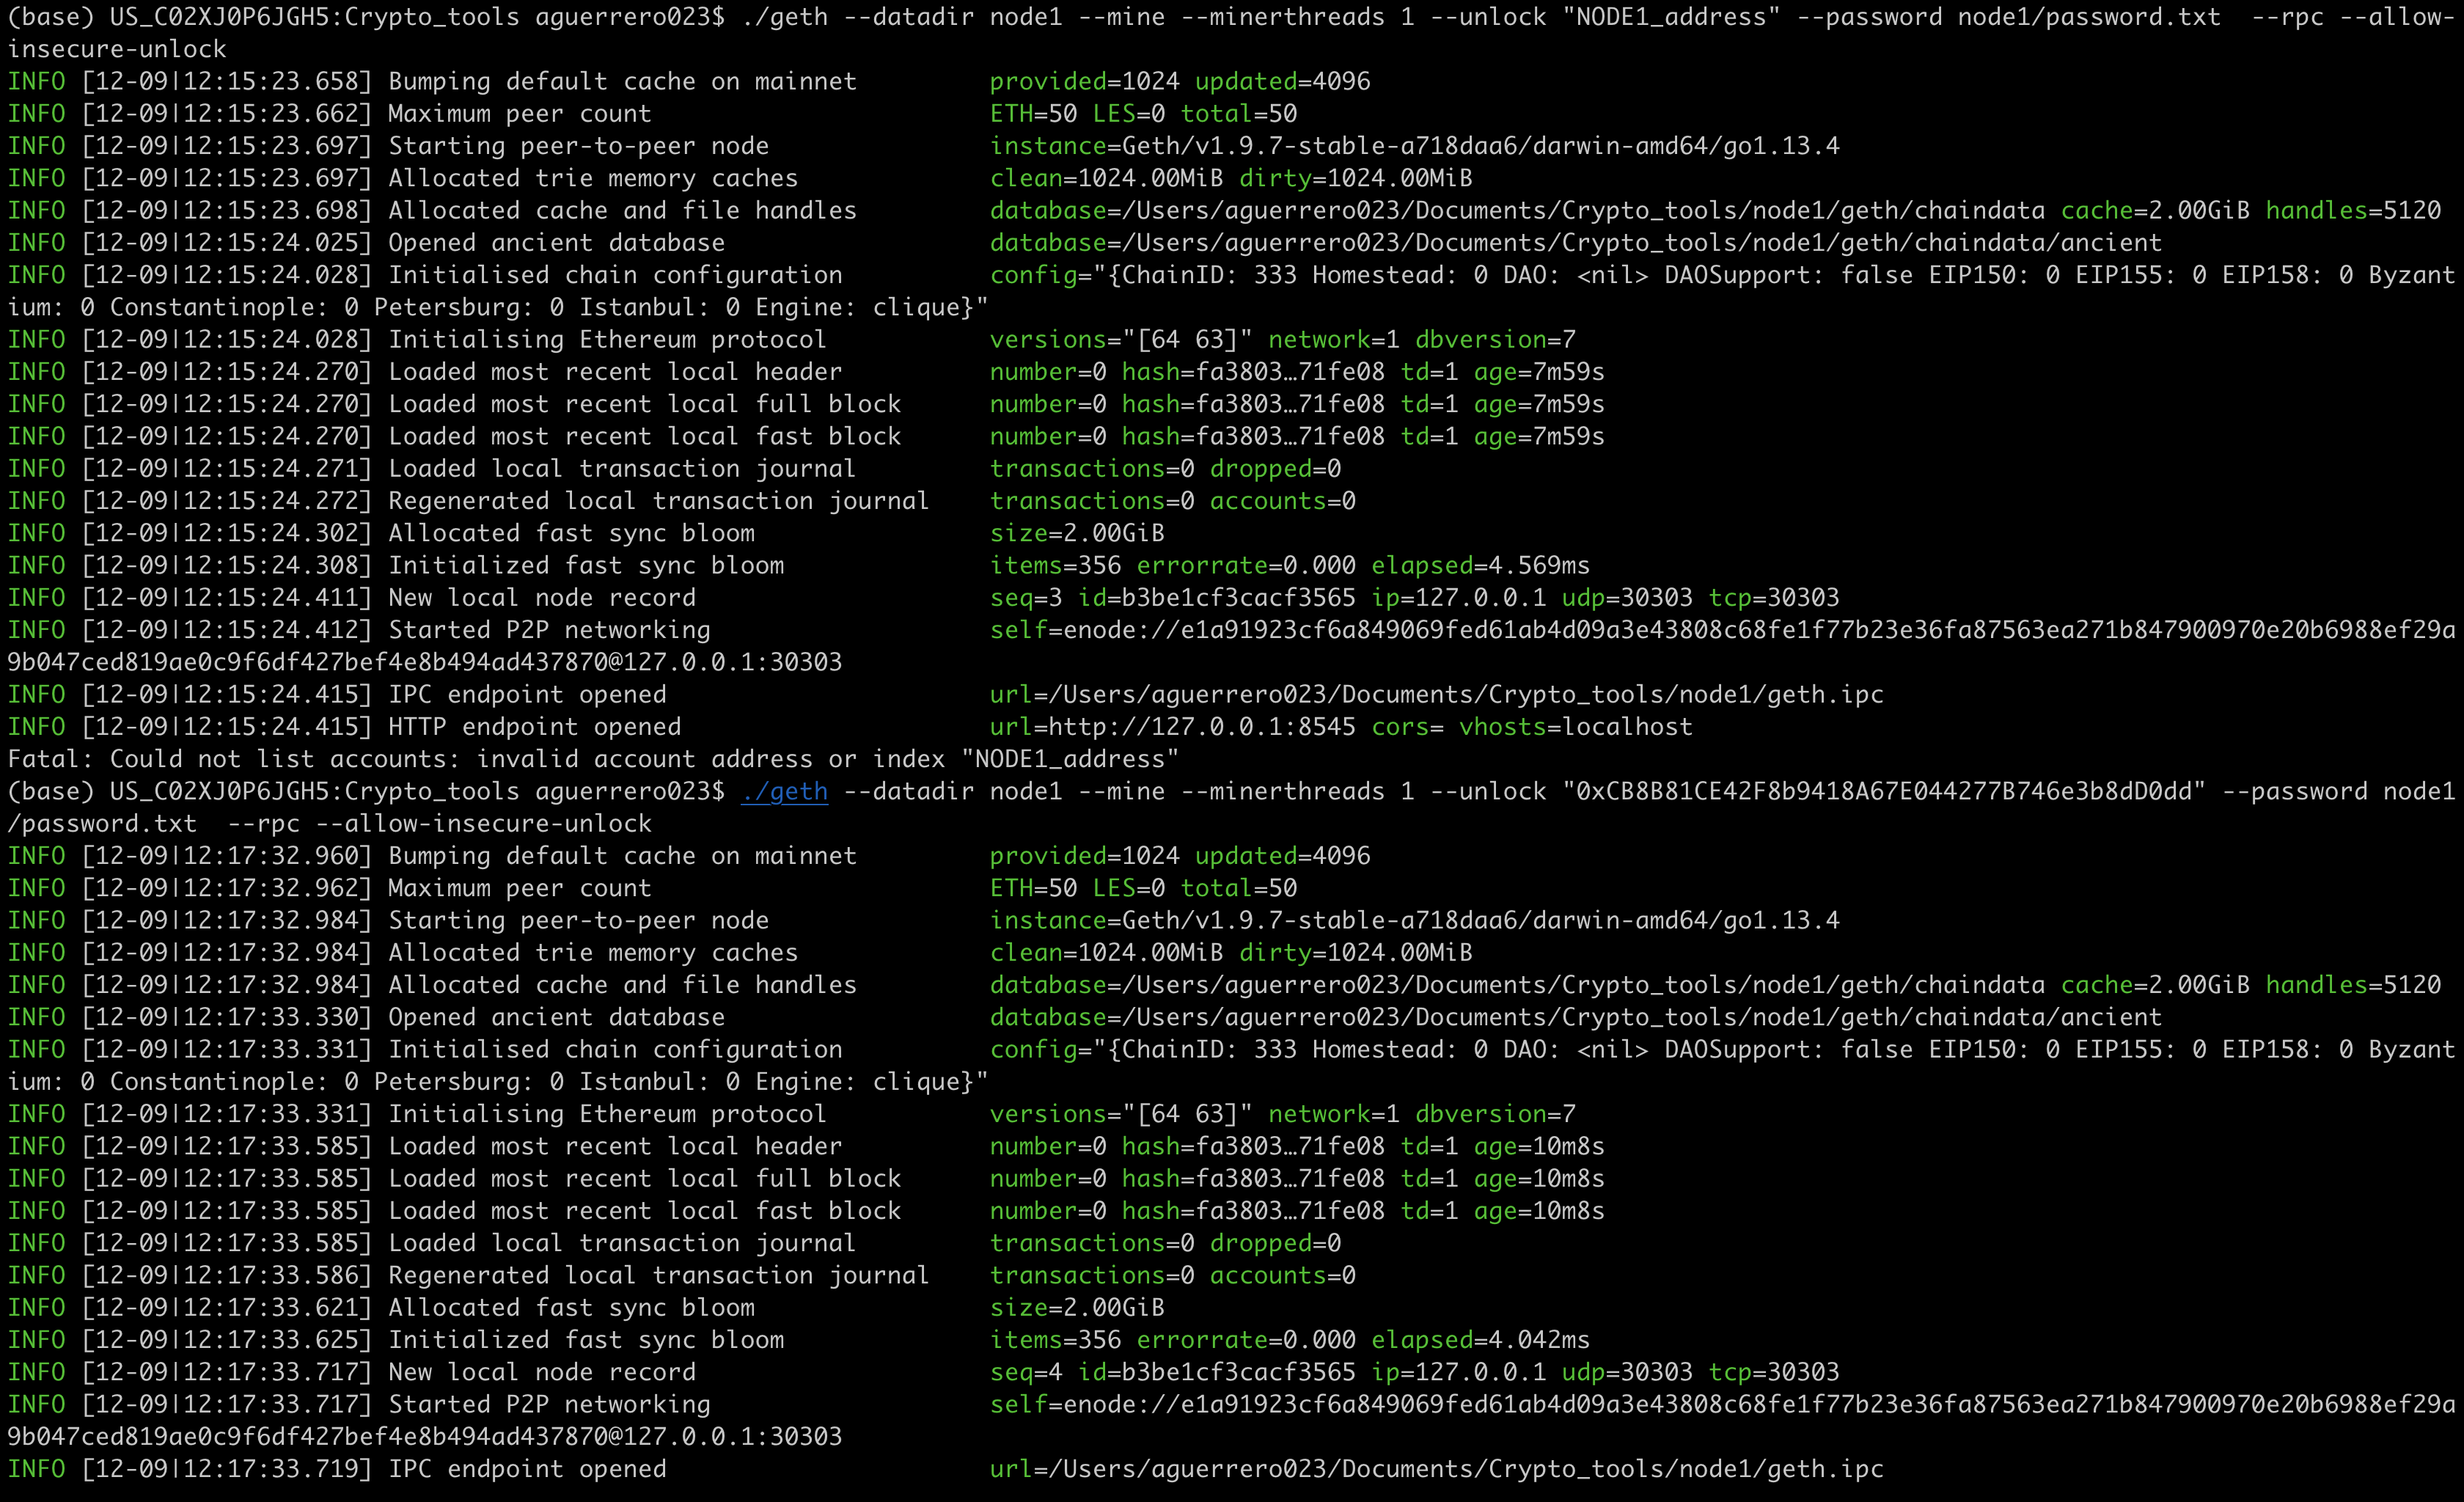 (base) US_C02XJ0P6JGH5:Crypto_tools aguerrero023$ ./geth --datadir node1 --mine --minerthreads 1 --unlock "NODE1_address" --password node1/password.txt  --rpc --allow-
insecure-unlock
INFO [12-09|12:15:23.658] Bumping default cache on mainnet         provided=1024 updated=4096
INFO [12-09|12:15:23.662] Maximum peer count                       ETH=50 LES=0 total=50
INFO [12-09|12:15:23.697] Starting peer-to-peer node               instance=Geth/v1.9.7-stable-a718daa6/darwin-amd64/go1.13.4
INFO [12-09|12:15:23.697] Allocated trie memory caches             clean=1024.00MiB dirty=1024.00MiB
INFO [12-09|12:15:23.698] Allocated cache and file handles         database=/Users/aguerrero023/Documents/Crypto_tools/node1/geth/chaindata cache=2.00GiB handles=5120
INFO [12-09|12:15:24.025] Opened ancient database                  database=/Users/aguerrero023/Documents/Crypto_tools/node1/geth/chaindata/ancient
INFO [12-09|12:15:24.028] Initialised chain configuration          config="{ChainID: 333 Homestead: 0 DAO: <nil> DAOSupport: false EIP150: 0 EIP155: 0 EIP158: 0 Byzant
ium: 0 Constantinople: 0 Petersburg: 0 Istanbul: 0 Engine: clique}"
INFO [12-09|12:15:24.028] Initialising Ethereum protocol           versions="[64 63]" network=1 dbversion=7
INFO [12-09|12:15:24.270] Loaded most recent local header          number=0 hash=fa3803…71fe08 td=1 age=7m59s
INFO [12-09|12:15:24.270] Loaded most recent local full block      number=0 hash=fa3803…71fe08 td=1 age=7m59s
INFO [12-09|12:15:24.270] Loaded most recent local fast block      number=0 hash=fa3803…71fe08 td=1 age=7m59s
INFO [12-09|12:15:24.271] Loaded local transaction journal         transactions=0 dropped=0
INFO [12-09|12:15:24.272] Regenerated local transaction journal    transactions=0 accounts=0
INFO [12-09|12:15:24.302] Allocated fast sync bloom                size=2.00GiB
INFO [12-09|12:15:24.308] Initialized fast sync bloom              items=356 errorrate=0.000 elapsed=4.569ms
INFO [12-09|12:15:24.411] New local node record                    seq=3 id=b3be1cf3cacf3565 ip=127.0.0.1 udp=30303 tcp=30303
INFO [12-09|12:15:24.412] Started P2P networking                   self=enode://e1a91923cf6a849069fed61ab4d09a3e43808c68fe1f77b23e36fa87563ea271b847900970e20b6988ef29a
9b047ced819ae0c9f6df427bef4e8b494ad437870@127.0.0.1:30303
INFO [12-09|12:15:24.415] IPC endpoint opened                      url=/Users/aguerrero023/Documents/Crypto_tools/node1/geth.ipc
INFO [12-09|12:15:24.415] HTTP endpoint opened                     url=http://127.0.0.1:8545 cors= vhosts=localhost
Fatal: Could not list accounts: invalid account address or index "NODE1_address"
(base) US_C02XJ0P6JGH5:Crypto_tools aguerrero023$ ./geth --datadir node1 --mine --minerthreads 1 --unlock "0xCB8B81CE42F8b9418A67E044277B746e3b8dD0dd" --password node1
/password.txt  --rpc --allow-insecure-unlock
INFO [12-09|12:17:32.960] Bumping default cache on mainnet         provided=1024 updated=4096
INFO [12-09|12:17:32.962] Maximum peer count                       ETH=50 LES=0 total=50
INFO [12-09|12:17:32.984] Starting peer-to-peer node               instance=Geth/v1.9.7-stable-a718daa6/darwin-amd64/go1.13.4
INFO [12-09|12:17:32.984] Allocated trie memory caches             clean=1024.00MiB dirty=1024.00MiB
INFO [12-09|12:17:32.984] Allocated cache and file handles         database=/Users/aguerrero023/Documents/Crypto_tools/node1/geth/chaindata cache=2.00GiB handles=5120
INFO [12-09|12:17:33.330] Opened ancient database                  database=/Users/aguerrero023/Documents/Crypto_tools/node1/geth/chaindata/ancient
INFO [12-09|12:17:33.331] Initialised chain configuration          config="{ChainID: 333 Homestead: 0 DAO: <nil> DAOSupport: false EIP150: 0 EIP155: 0 EIP158: 0 Byzant
ium: 0 Constantinople: 0 Petersburg: 0 Istanbul: 0 Engine: clique}"
INFO [12-09|12:17:33.331] Initialising Ethereum protocol           versions="[64 63]" network=1 dbversion=7
INFO [12-09|12:17:33.585] Loaded most recent local header          number=0 hash=fa3803…71fe08 td=1 age=10m8s
INFO [12-09|12:17:33.585] Loaded most recent local full block      number=0 hash=fa3803…71fe08 td=1 age=10m8s
INFO [12-09|12:17:33.585] Loaded most recent local fast block      number=0 hash=fa3803…71fe08 td=1 age=10m8s
INFO [12-09|12:17:33.585] Loaded local transaction journal         transactions=0 dropped=0
INFO [12-09|12:17:33.586] Regenerated local transaction journal    transactions=0 accounts=0
INFO [12-09|12:17:33.621] Allocated fast sync bloom                size=2.00GiB
INFO [12-09|12:17:33.625] Initialized fast sync bloom              items=356 errorrate=0.000 elapsed=4.042ms
INFO [12-09|12:17:33.717] New local node record                    seq=4 id=b3be1cf3cacf3565 ip=127.0.0.1 udp=30303 tcp=30303
INFO [12-09|12:17:33.717] Started P2P networking                   self=enode://e1a91923cf6a849069fed61ab4d09a3e43808c68fe1f77b23e36fa87563ea271b847900970e20b6988ef29a
9b047ced819ae0c9f6df427bef4e8b494ad437870@127.0.0.1:30303
INFO [12-09|12:17:33.719] IPC endpoint opened                      url=/Users/aguerrero023/Documents/Crypto_tools/node1/geth.ipc